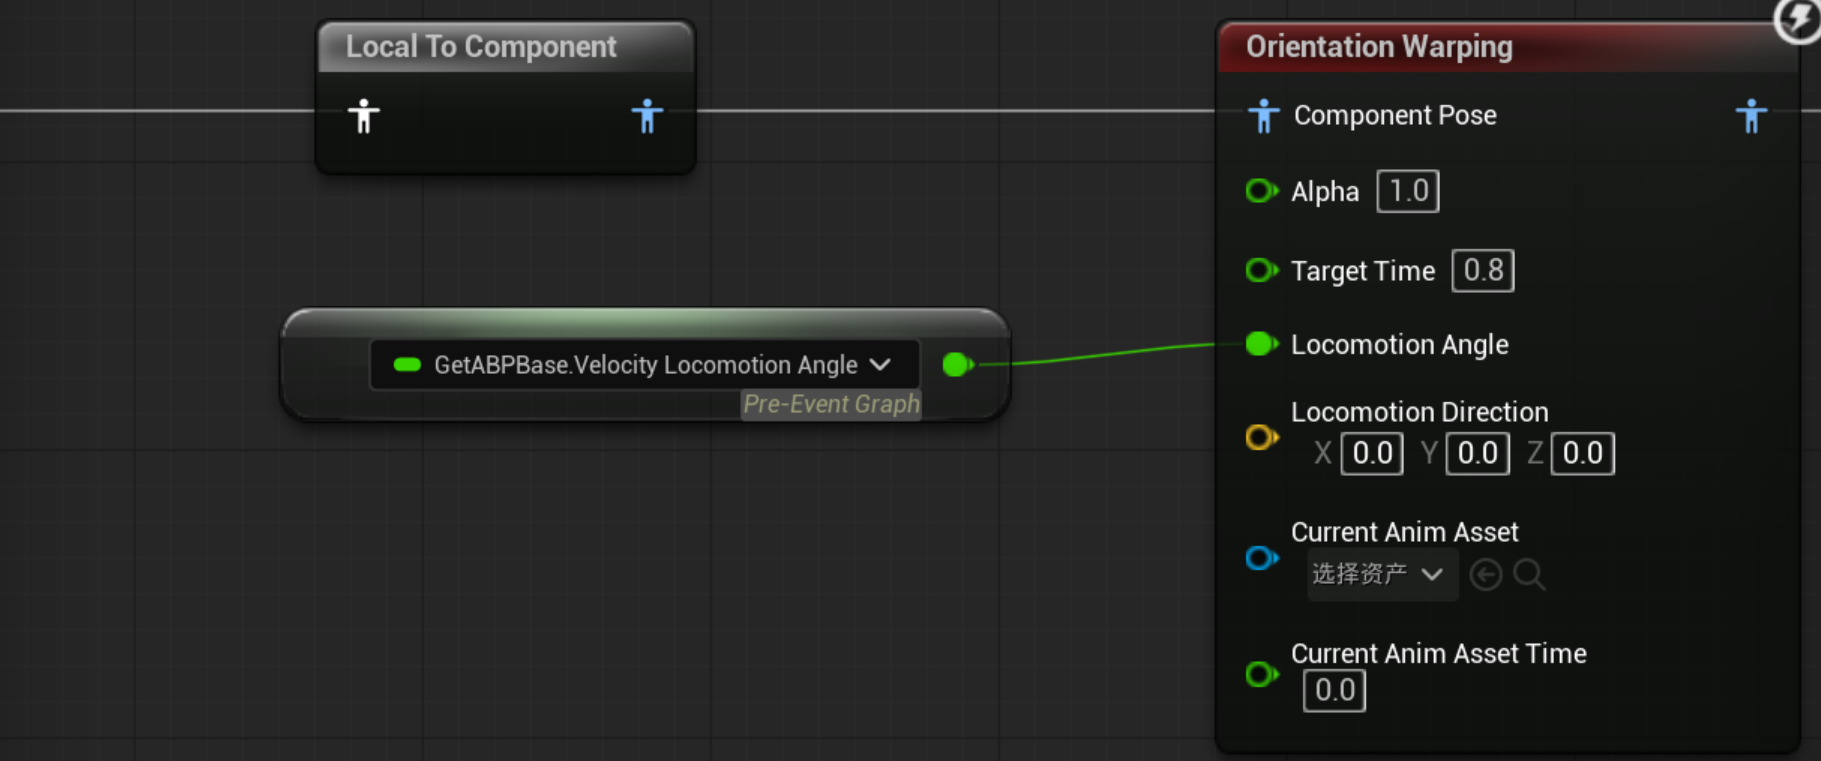 Local To Component
Orientation Warping
Component Pose
Alpha 1.0
Target Time 0.8
GetABPBase.Velocity Locomotion Angle
Pre-Event Graph
Locomotion Angle
Locomotion Direction
X 0.0 Y 0.0 Z 0.0
Current Anim Asset
选择资产
Current Anim Asset Time
0.0